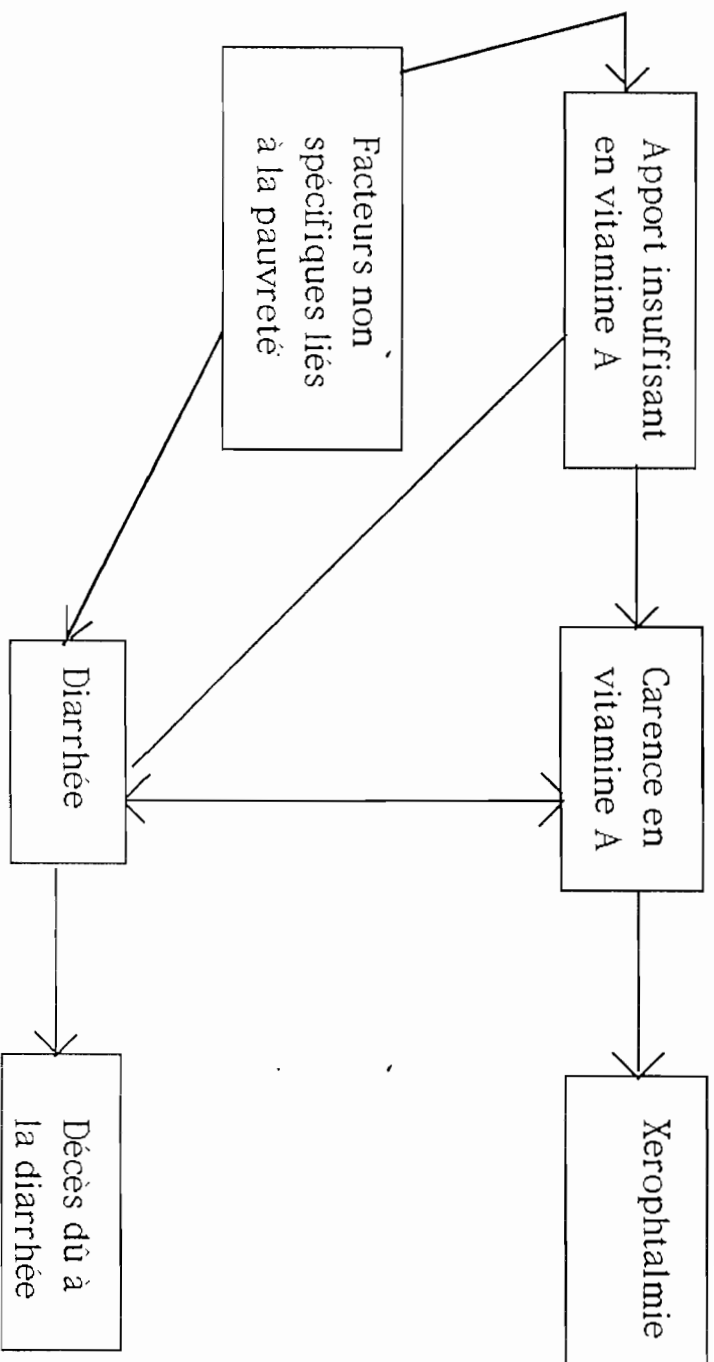 Apport insuffisant
en vitamine A
Carence en
vitamine A
Xerophtalmie
Facteurs non
spécifiques liés
à la pauvreté
Diarrhée
Décès dû à
la diarrhée